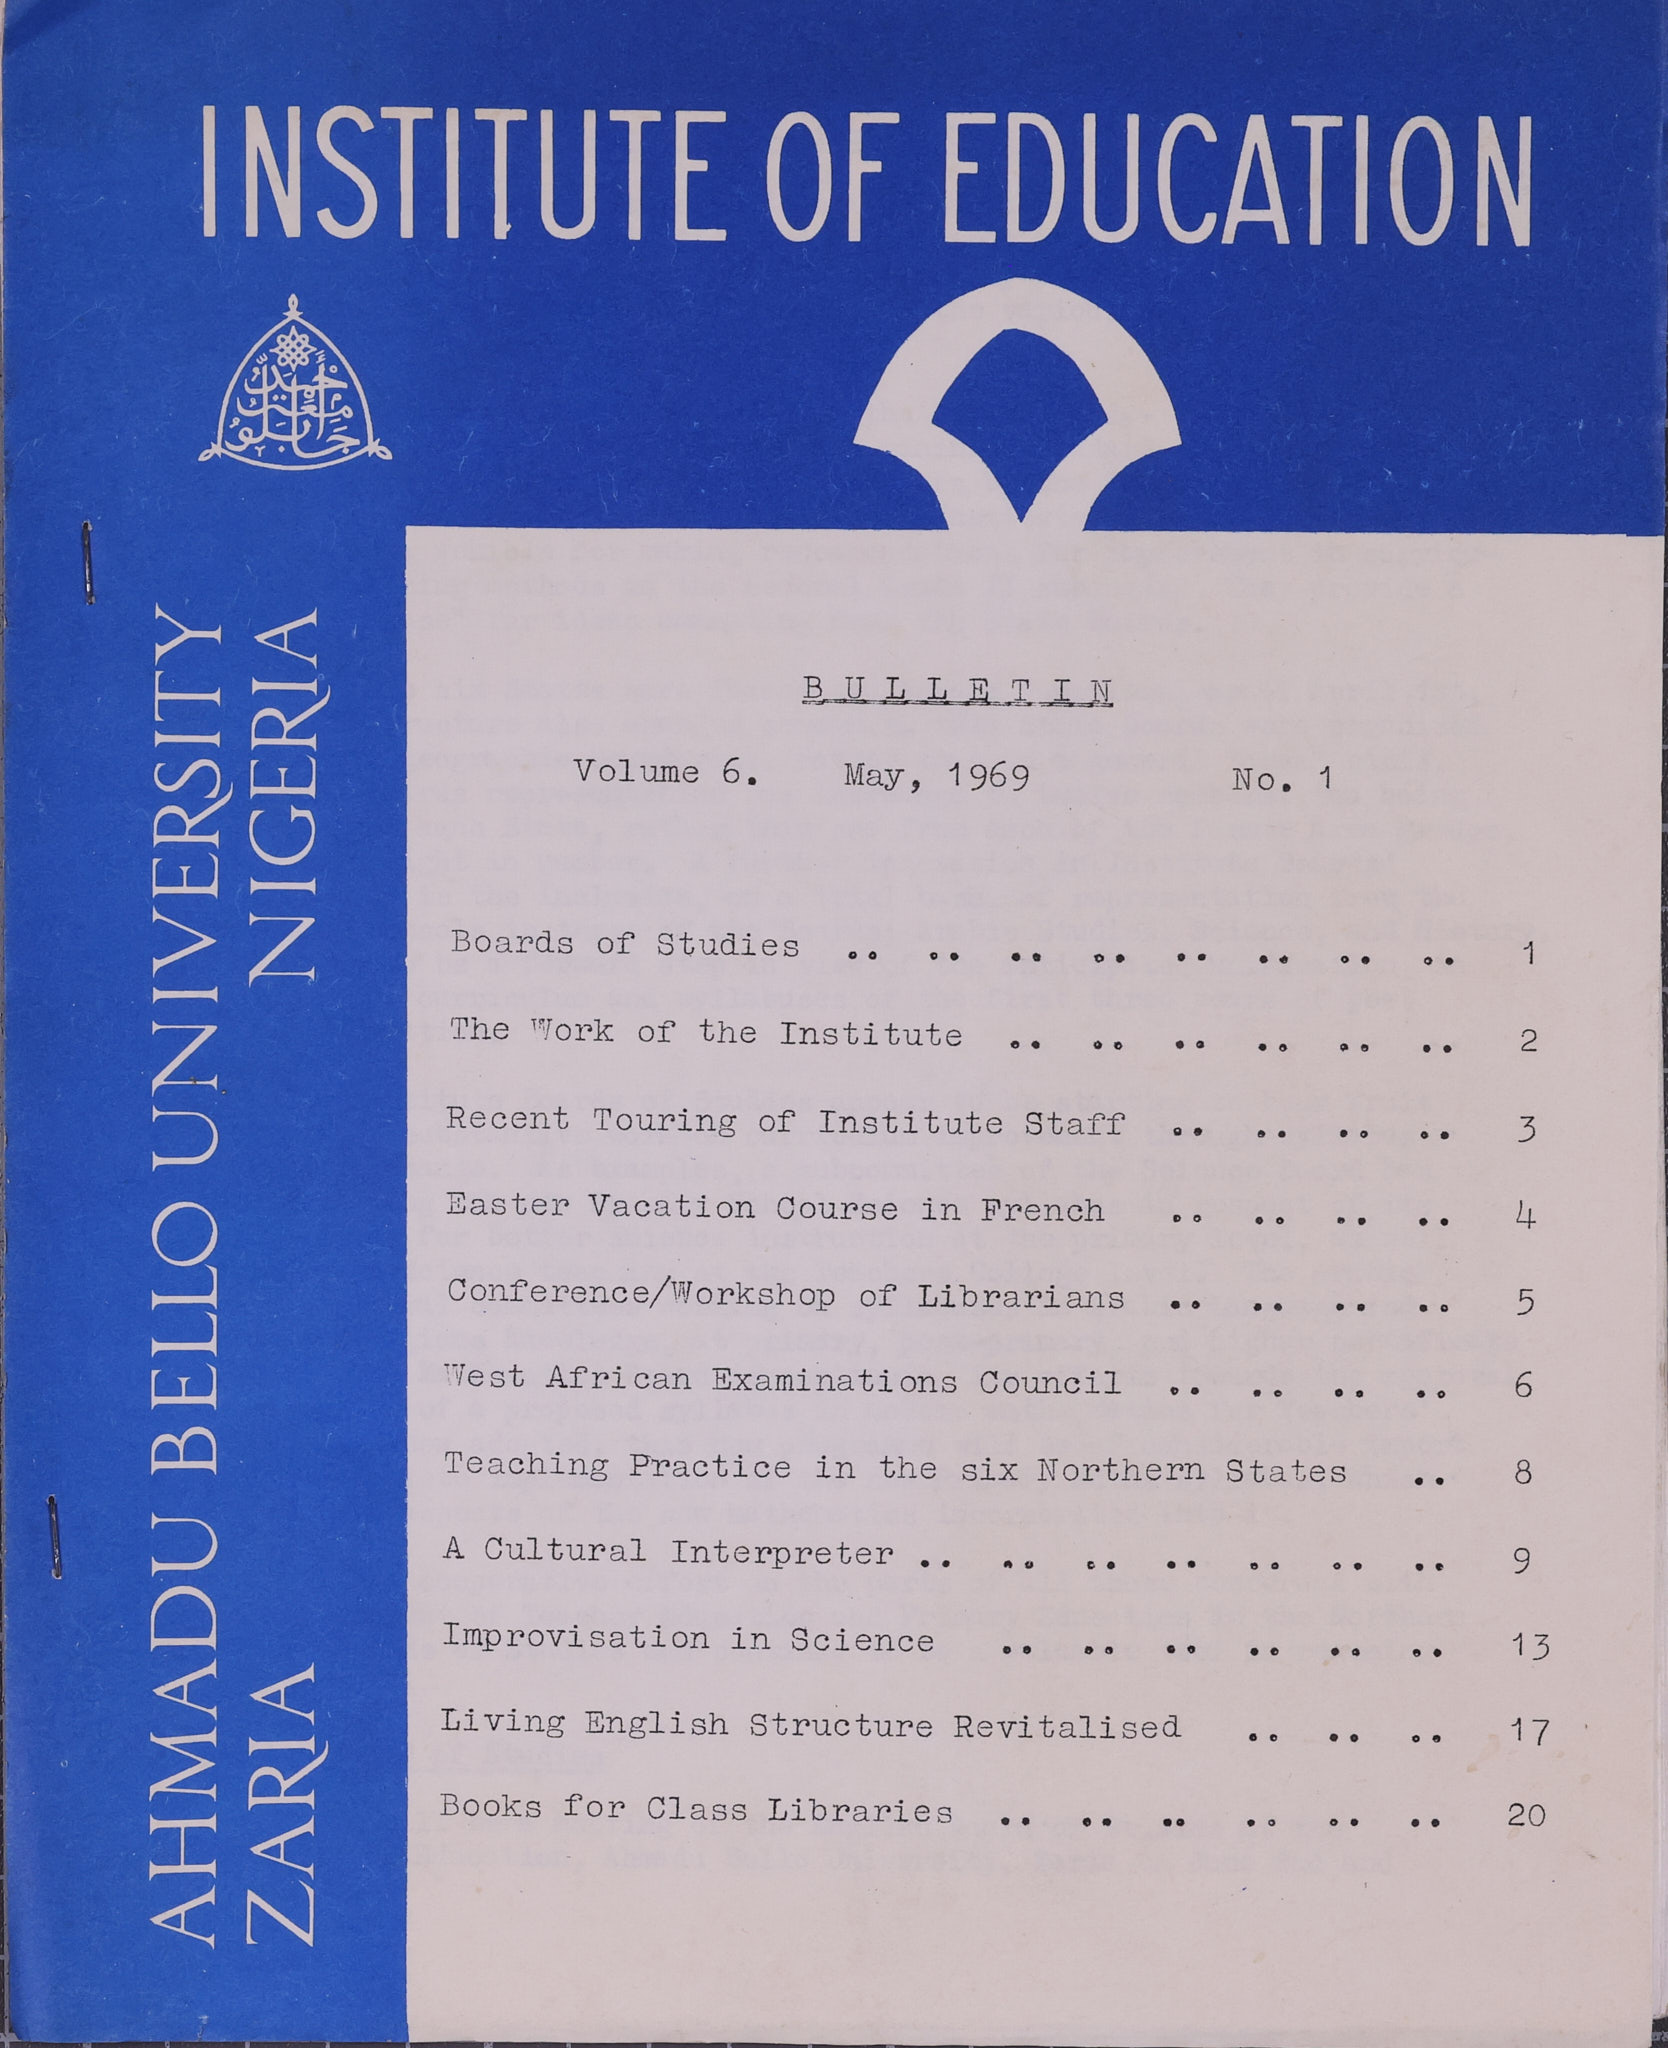 INSTITUTE OF EDUCATION
جامعة أحمد بلو
AHMADU BELLO UNIVERSITY
ZARIA NIGERIA
BULLETIN
Volume 6. May, 1969 No. 1
Boards of Studies .. .. .. .. .. .. .. .. 1
The Work of the Institute .. .. .. .. .. .. 2
Recent Touring of Institute Staff .. .. .. .. 3
Easter Vacation Course in French .. .. .. .. 4
Conference/Workshop of Librarians .. .. .. .. 5
West African Examinations Council .. .. .. .. 6
Teaching Practice in the six Northern States .. 8
A Cultural Interpreter .. .. .. .. .. .. .. 9
Improvisation in Science .. .. .. .. .. .. 13
Living English Structure Revitalised .. .. .. 17
Books for Class Libraries .. .. .. .. .. .. 20